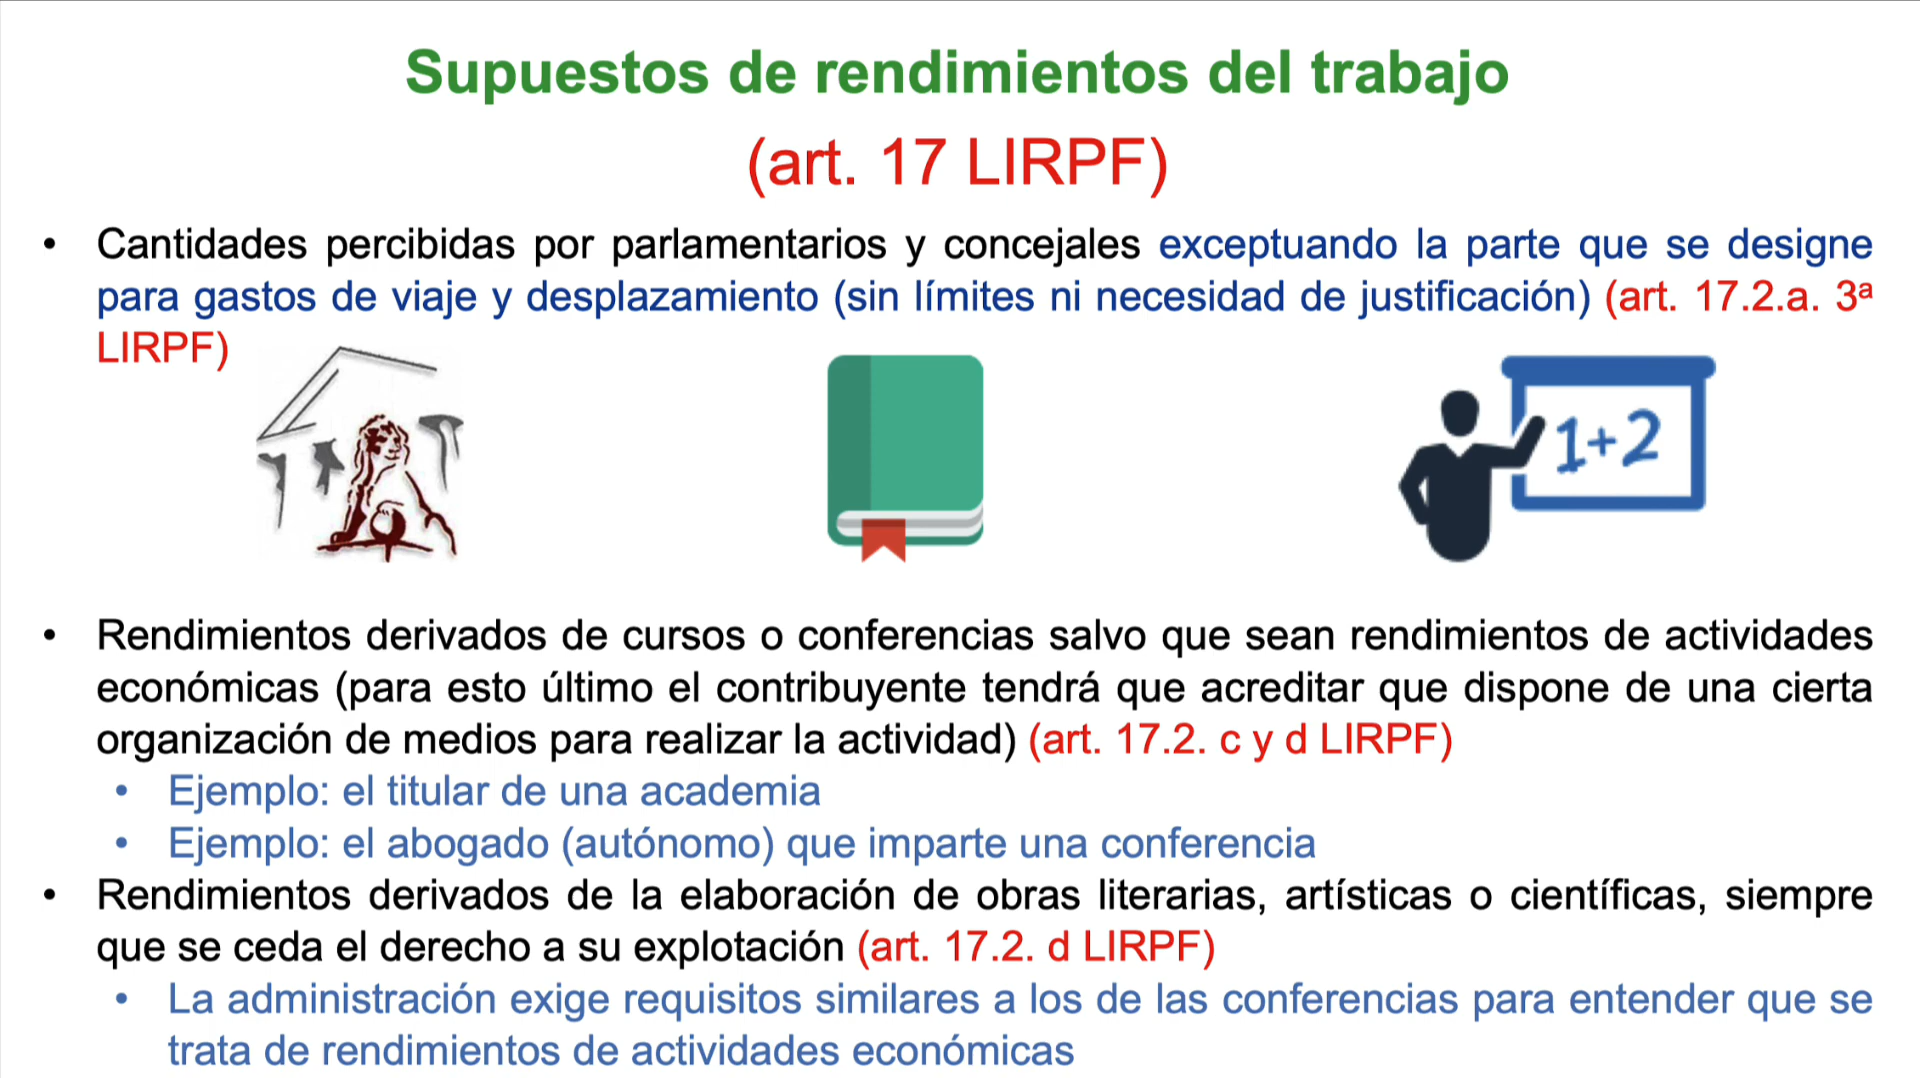 Supuestos de rendimientos del trabajo
(art. 17 LIRPF)
• Cantidades percibidas por parlamentarios y concejales exceptuando la parte que se designe
para gastos de viaje y desplazamiento (sin límites ni necesidad de justificación) (art. 17.2.a. 3ª
LIRPF)
1+2
• Rendimientos derivados de cursos o conferencias salvo que sean rendimientos de actividades
económicas (para esto último el contribuyente tendrá que acreditar que dispone de una cierta
organización de medios para realizar la actividad) (art. 17.2. c y d LIRPF)
• Ejemplo: el titular de una academia
• Ejemplo: el abogado (autónomo) que imparte una conferencia
• Rendimientos derivados de la elaboración de obras literarias, artísticas o científicas, siempre
que se ceda el derecho a su explotación (art. 17.2. d LIRPF)
• La administración exige requisitos similares a los de las conferencias para entender que se
trata de rendimientos de actividades económicas